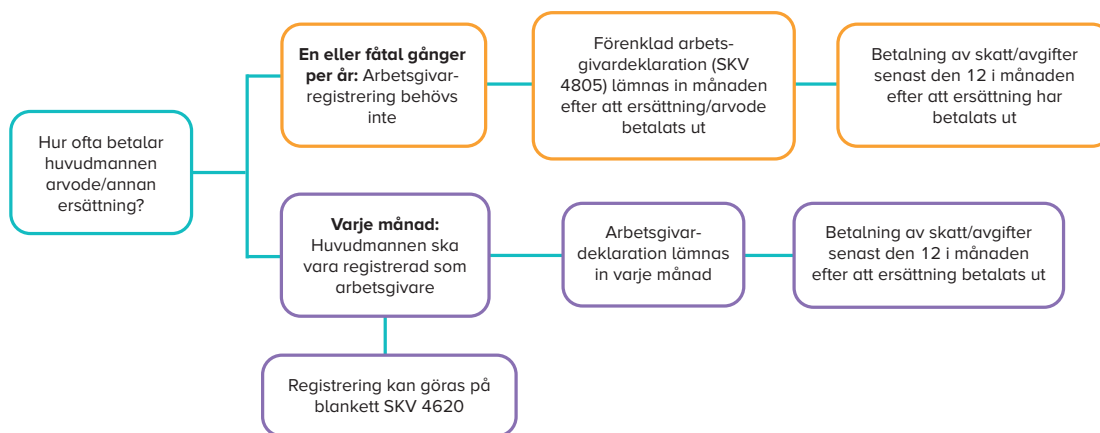 Hur ofta betalar
huvudmannen
arvode/annan
ersättning?
En eller fåtal gånger
per år: Arbetsgivar-
registrering behövs
inte
Förenklad arbets-
givardeklaration (SKV
4805) lämnas in månaden
efter att ersättning/arvode
betalats ut
Betalning av skatt/avgifter
senast den 12 i månaden
efter att ersättning har
betalats ut
Varje månad:
Huvudmannen ska
vara registrerad som
arbetsgivare
Arbetsgivar-
deklaration lämnas
in varje månad
Betalning av skatt/avgifter
senast den 12 i månaden
efter att ersättning betalats ut
Registrering kan göras på
blankett SKV 4620